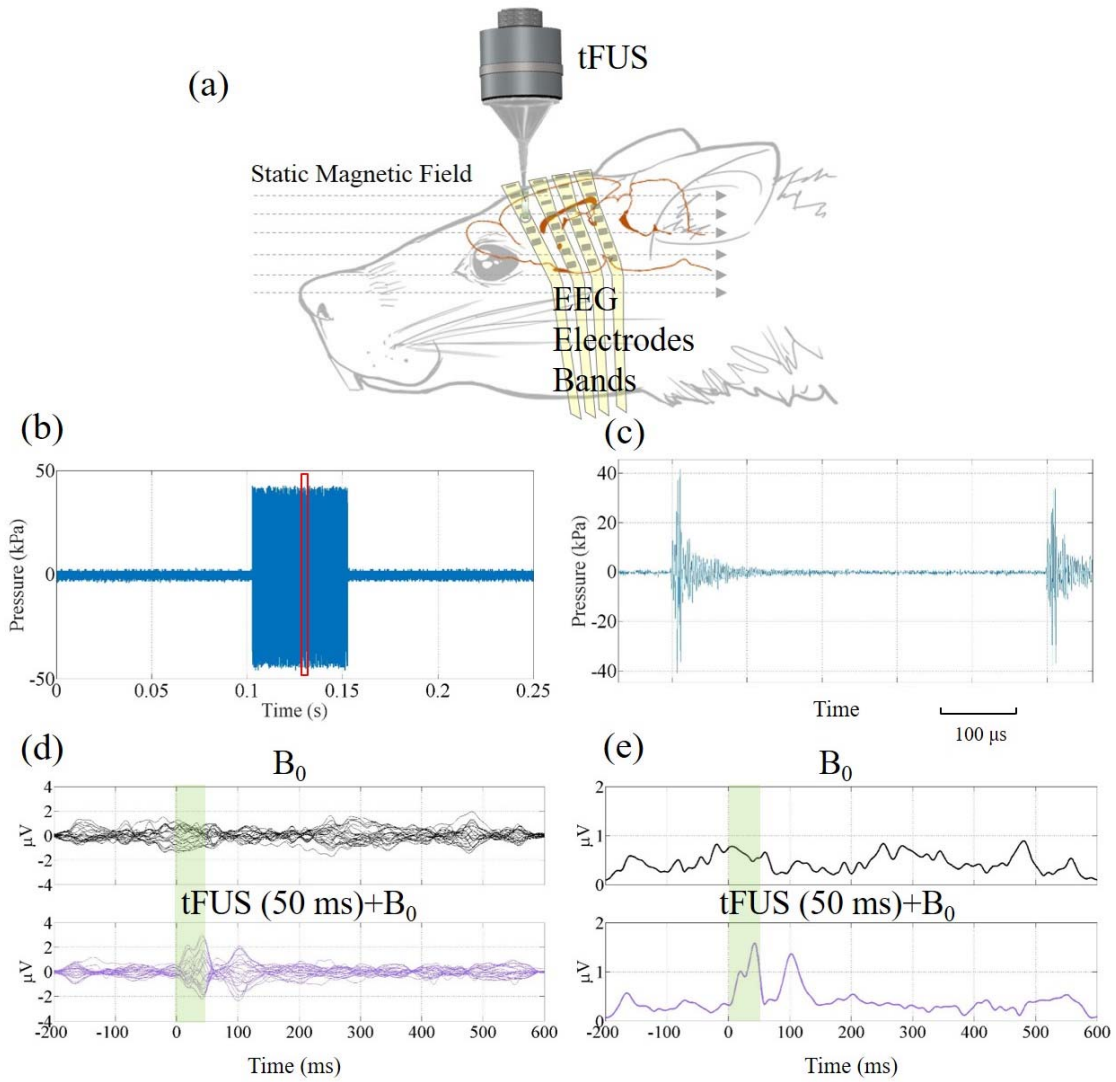 (a)
tFUS
Static Magnetic Field
EEG
Electrodes
Bands
(b)
50
0
-50
Pressure (kPa)
0
0.05
0.1
0.15
0.2
0.25
Time (s)
(c)
40
20
0
-20
-40
Pressure (kPa)
Time
100 μs
(d)
B₀
4
2
0
-2
-4
μV
tFUS (50 ms)+B₀
4
2
0
-2
-4
μV
-200
-100
0
100
200
300
400
500
600
Time (ms)
(e)
B₀
2
1
0
μV
tFUS (50 ms)+B₀
2
1
0
μV
-200
-100
0
100
200
300
400
500
600
Time (ms)